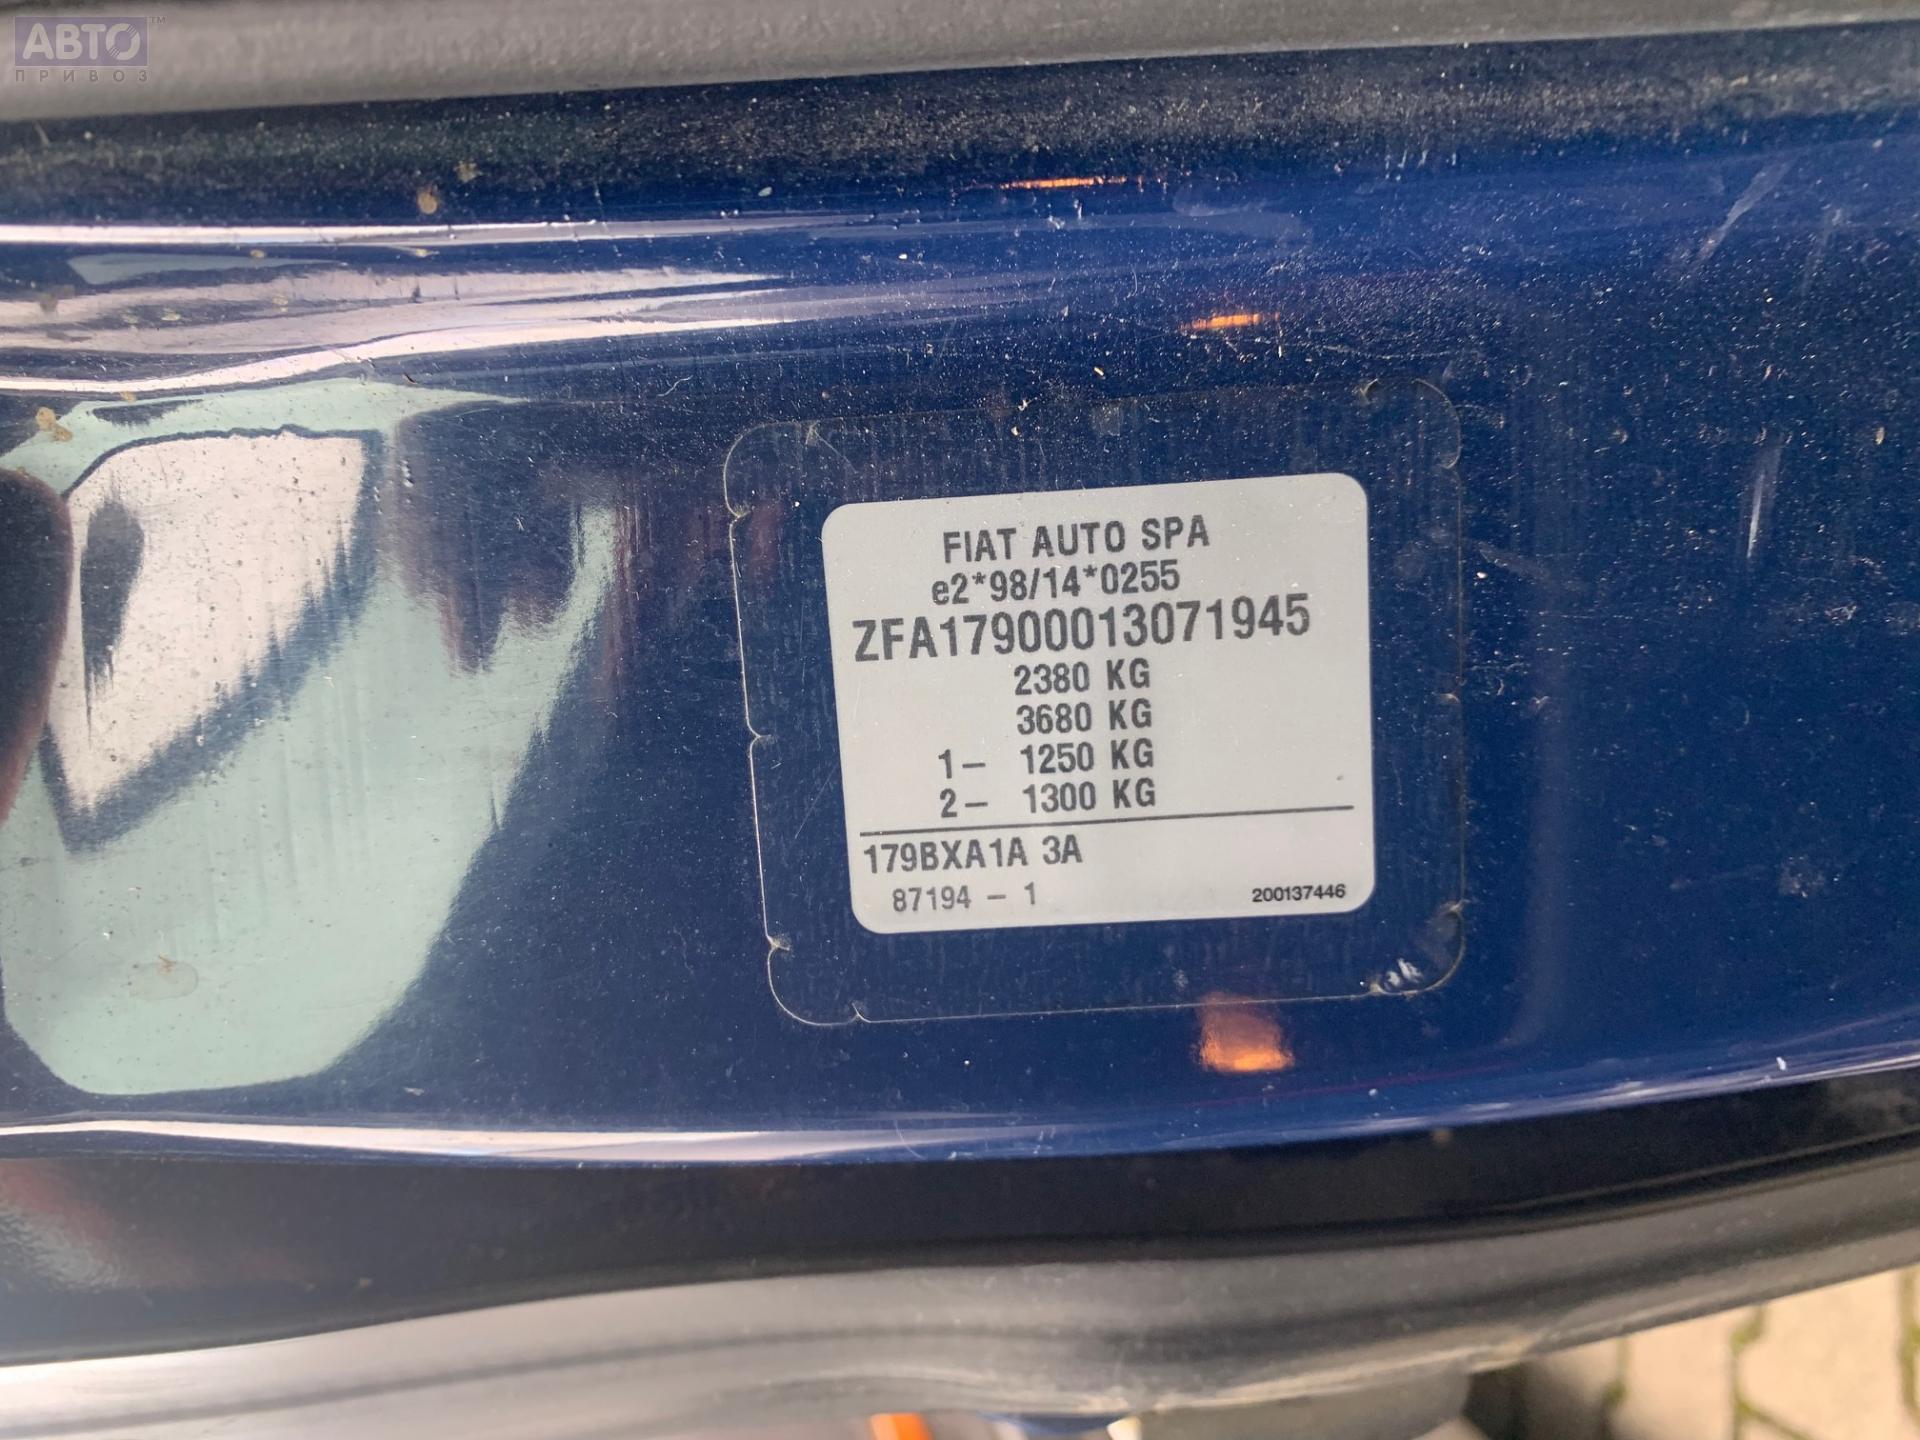 АВТО™
ПРИВОЗ
FIAT AUTO SPA
e2*98/14*0255
ZFA17900013071945
2380 KG
3680 KG
1- 1250 KG
2- 1300 KG
179BXA1A 3A
87194 - 1
200137446